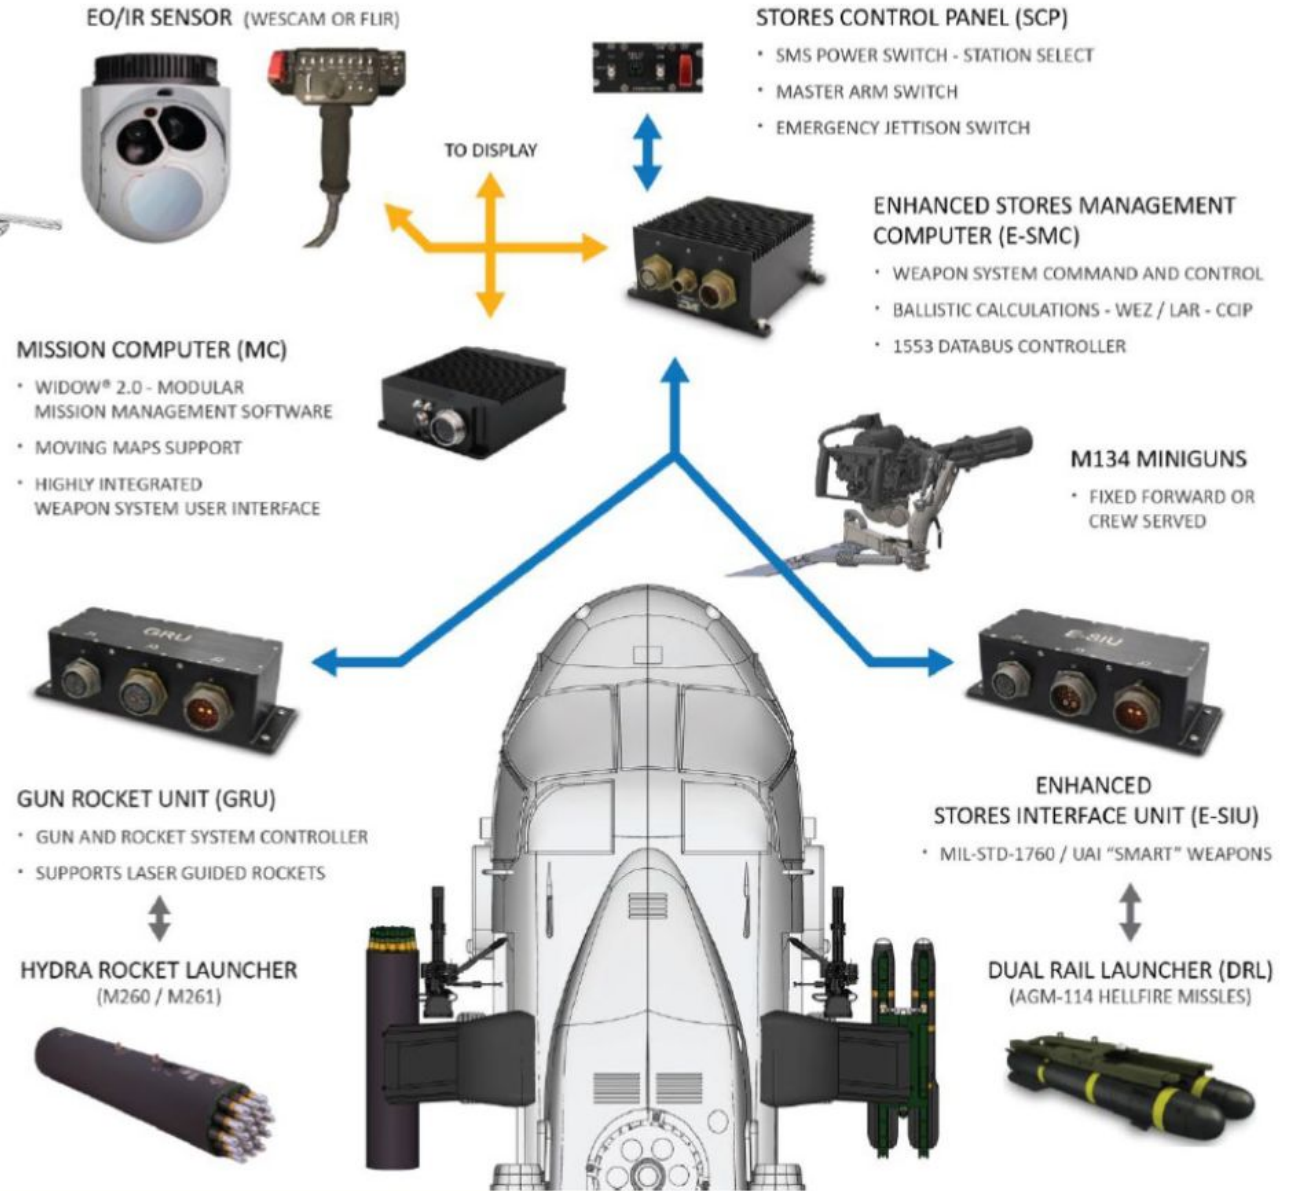 EO/IR SENSOR (WESCAM OR FLIR)
STORES CONTROL PANEL (SCP)
· SMS POWER SWITCH - STATION SELECT
· MASTER ARM SWITCH
· EMERGENCY JETTISON SWITCH
TO DISPLAY
ENHANCED STORES MANAGEMENT
COMPUTER (E-SMC)
· WEAPON SYSTEM COMMAND AND CONTROL
· BALLISTIC CALCULATIONS - WEZ / LAR - CCIP
· 1553 DATABUS CONTROLLER
MISSION COMPUTER (MC)
· WIDOW® 2.0 - MODULAR
MISSION MANAGEMENT SOFTWARE
· MOVING MAPS SUPPORT
· HIGHLY INTEGRATED
WEAPON SYSTEM USER INTERFACE
M134 MINIGUNS
· FIXED FORWARD OR
CREW SERVED
GRU
E-SIU
GUN ROCKET UNIT (GRU)
· GUN AND ROCKET SYSTEM CONTROLLER
· SUPPORTS LASER GUIDED ROCKETS
ENHANCED
STORES INTERFACE UNIT (E-SIU)
· MIL-STD-1760 / UAI “SMART” WEAPONS
HYDRA ROCKET LAUNCHER
(M260 / M261)
DUAL RAIL LAUNCHER (DRL)
(AGM-114 HELLFIRE MISSLES)